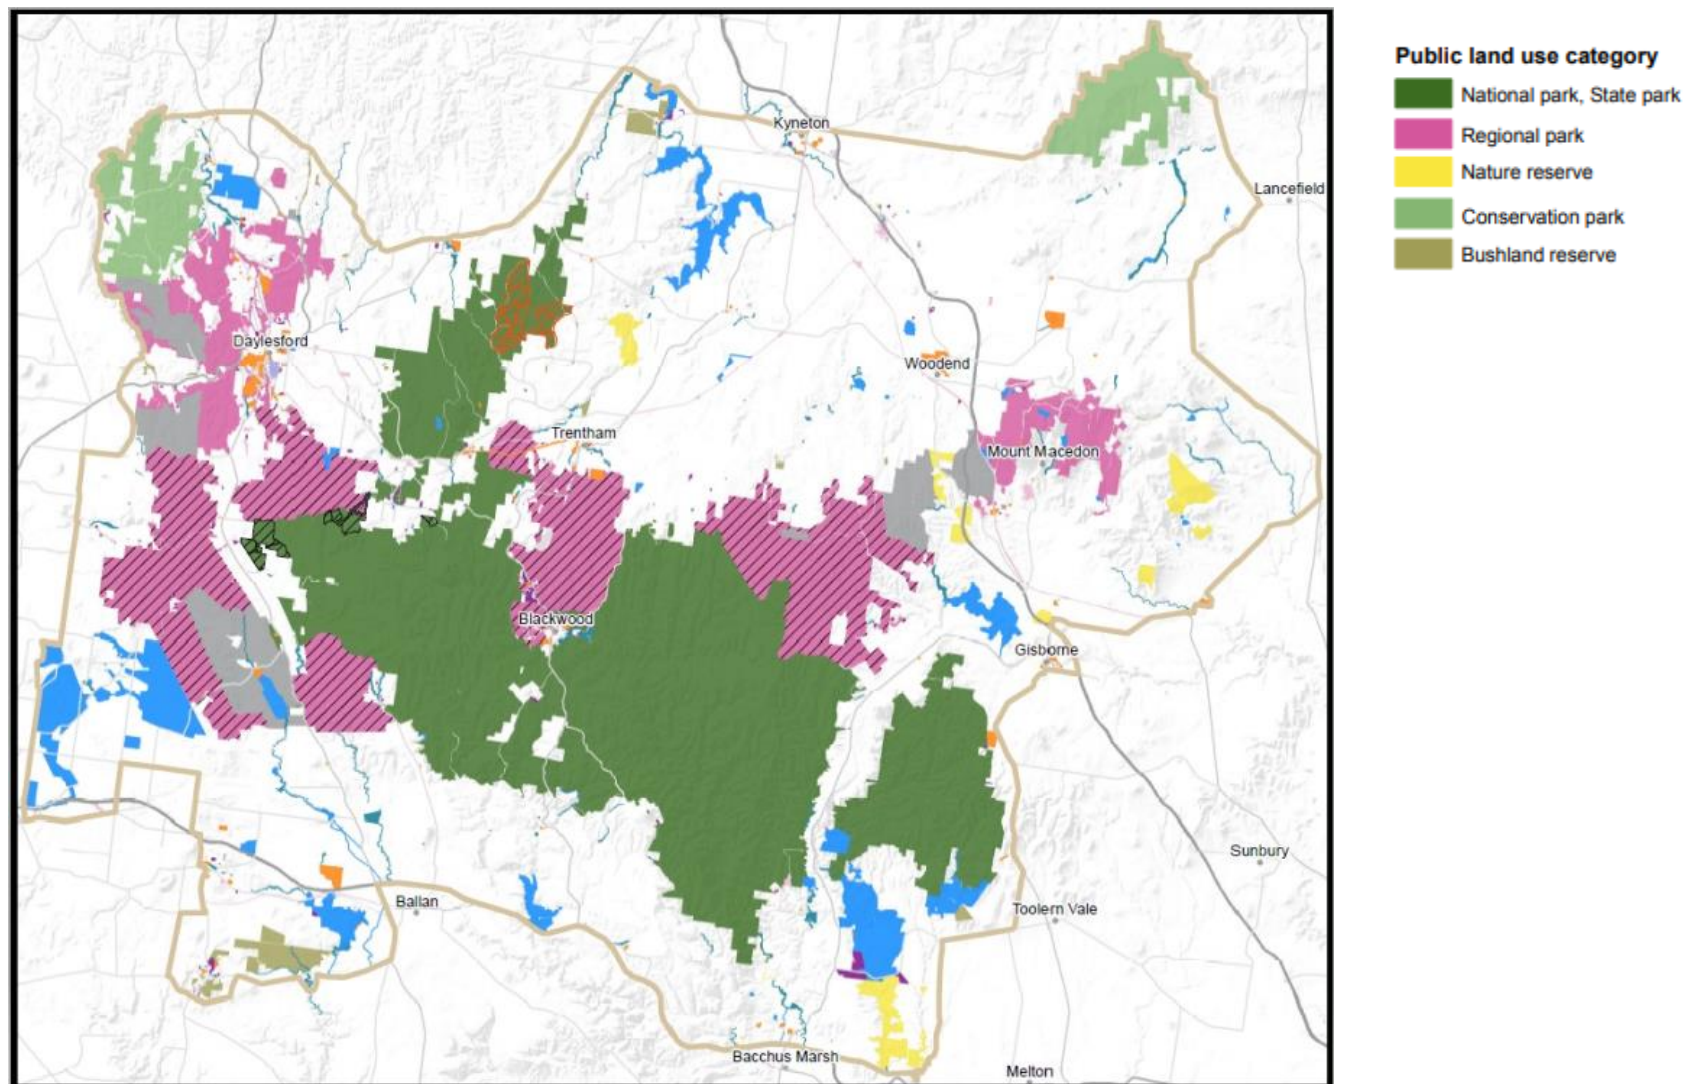 Public land use category
National park, State park
Regional park
Nature reserve
Conservation park
Bushland reserve
Kyneton
Lancefield
Daylesford
Woodend
Trentham
Mount Macedon
Blackwood
Gisborne
Sunbury
Ballan
Toolern Vale
Bacchus Marsh
Melton